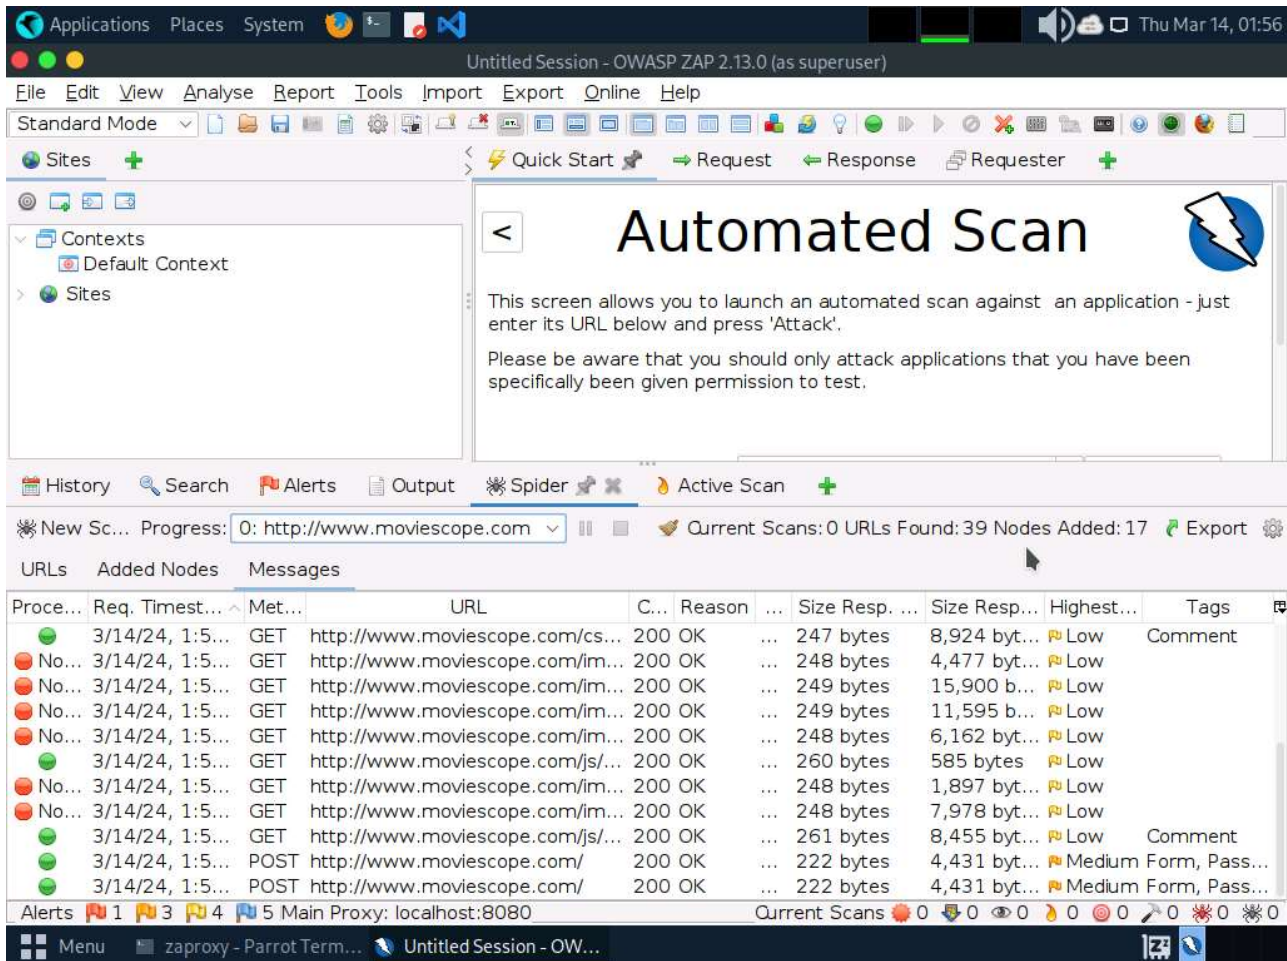 Applications Places System Thu Mar 14, 01:56
Untitled Session - OWASP ZAP 2.13.0 (as superuser)
File Edit View Analyse Report Tools Import Export Online Help
Standard Mode
Sites
Quick Start Request Response Requester
Contexts
Default Context
Sites
<
Automated Scan
This screen allows you to launch an automated scan against an application - just
enter its URL below and press 'Attack'.
Please be aware that you should only attack applications that you have been
specifically been given permission to test.
History Search Alerts Output Spider Active Scan
New Sc... Progress: 0: http://www.moviescope.com Current Scans: 0 URLs Found: 39 Nodes Added: 17 Export
URLs Added Nodes Messages
Proce... Req. Timest... Met... URL C... Reason ... Size Resp. ... Size Resp... Highest... Tags
3/14/24, 1:5... GET http://www.moviescope.com/cs... 200 OK ... 247 bytes 8,924 byt... Low Comment
No... 3/14/24, 1:5... GET http://www.moviescope.com/im... 200 OK ... 248 bytes 4,477 byt... Low
No... 3/14/24, 1:5... GET http://www.moviescope.com/im... 200 OK ... 249 bytes 15,900 b... Low
No... 3/14/24, 1:5... GET http://www.moviescope.com/im... 200 OK ... 249 bytes 11,595 b... Low
No... 3/14/24, 1:5... GET http://www.moviescope.com/im... 200 OK ... 248 bytes 6,162 byt... Low
3/14/24, 1:5... GET http://www.moviescope.com/js/... 200 OK ... 260 bytes 585 bytes Low
No... 3/14/24, 1:5... GET http://www.moviescope.com/im... 200 OK ... 248 bytes 1,897 byt... Low
No... 3/14/24, 1:5... GET http://www.moviescope.com/im... 200 OK ... 248 bytes 7,978 byt... Low
3/14/24, 1:5... GET http://www.moviescope.com/js/... 200 OK ... 261 bytes 8,455 byt... Low Comment
3/14/24, 1:5... POST http://www.moviescope.com/ 200 OK ... 222 bytes 4,431 byt... Medium Form, Pass...
3/14/24, 1:5... POST http://www.moviescope.com/ 200 OK ... 222 bytes 4,431 byt... Medium Form, Pass...
Alerts 1 3 4 5 Main Proxy: localhost:8080 Current Scans 0 0 0 0 0 0 0 0
Menu zaproxy - Parrot Term... Untitled Session - OW...